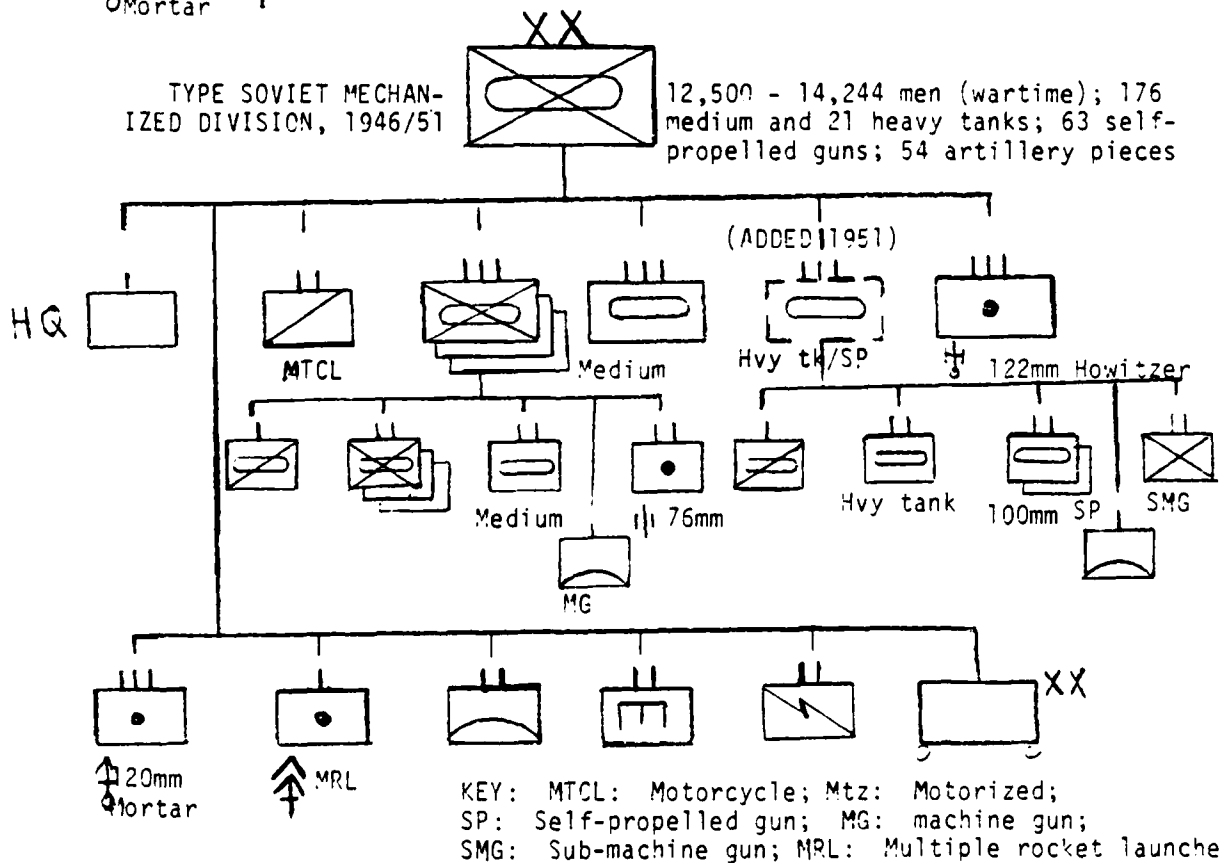 Mortar
XX
TYPE SOVIET MECHAN-
IZED DIVISION, 1946/51
12,500 - 14,244 men (wartime); 176
medium and 21 heavy tanks; 63 self-
propelled guns; 54 artillery pieces
(ADDED 1951)
HQ
MTCL
Medium
Hvy tk/SP
122mm Howitzer
Medium
76mm
Hvy tank
100mm SP
SMG
MG
XX
120mm
Mortar
MRL
KEY: MTCL: Motorcycle; Mtz: Motorized;
SP: Self-propelled gun; MG: machine gun;
SMG: Sub-machine gun; MRL: Multiple rocket launche